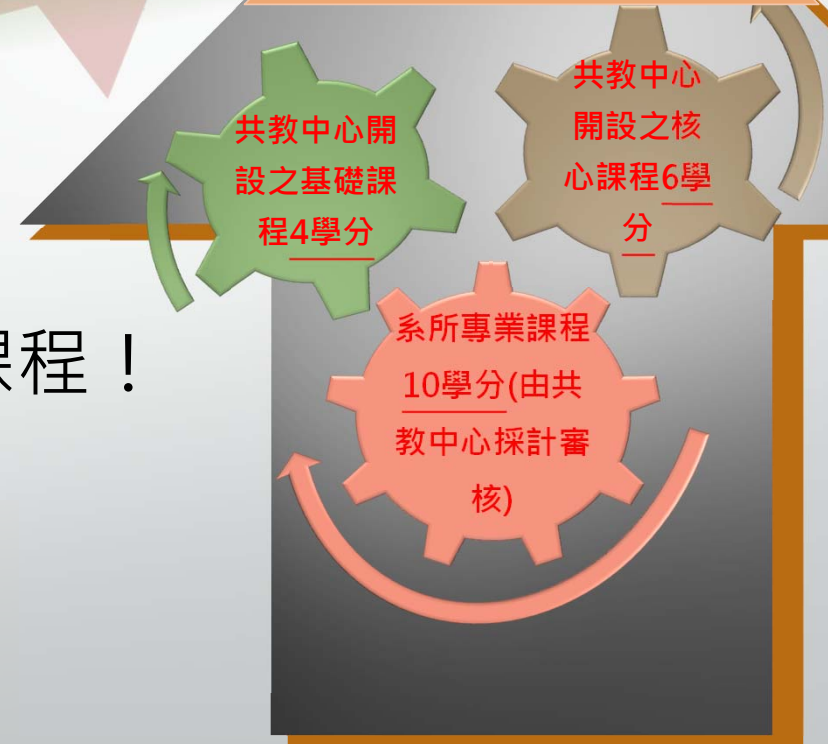 共教中心開
設之基礎課
程4學分
共教中心
開設之核
心課程6學
分
課程！
系所專業課程
10學分(由共
教中心採計審
核)